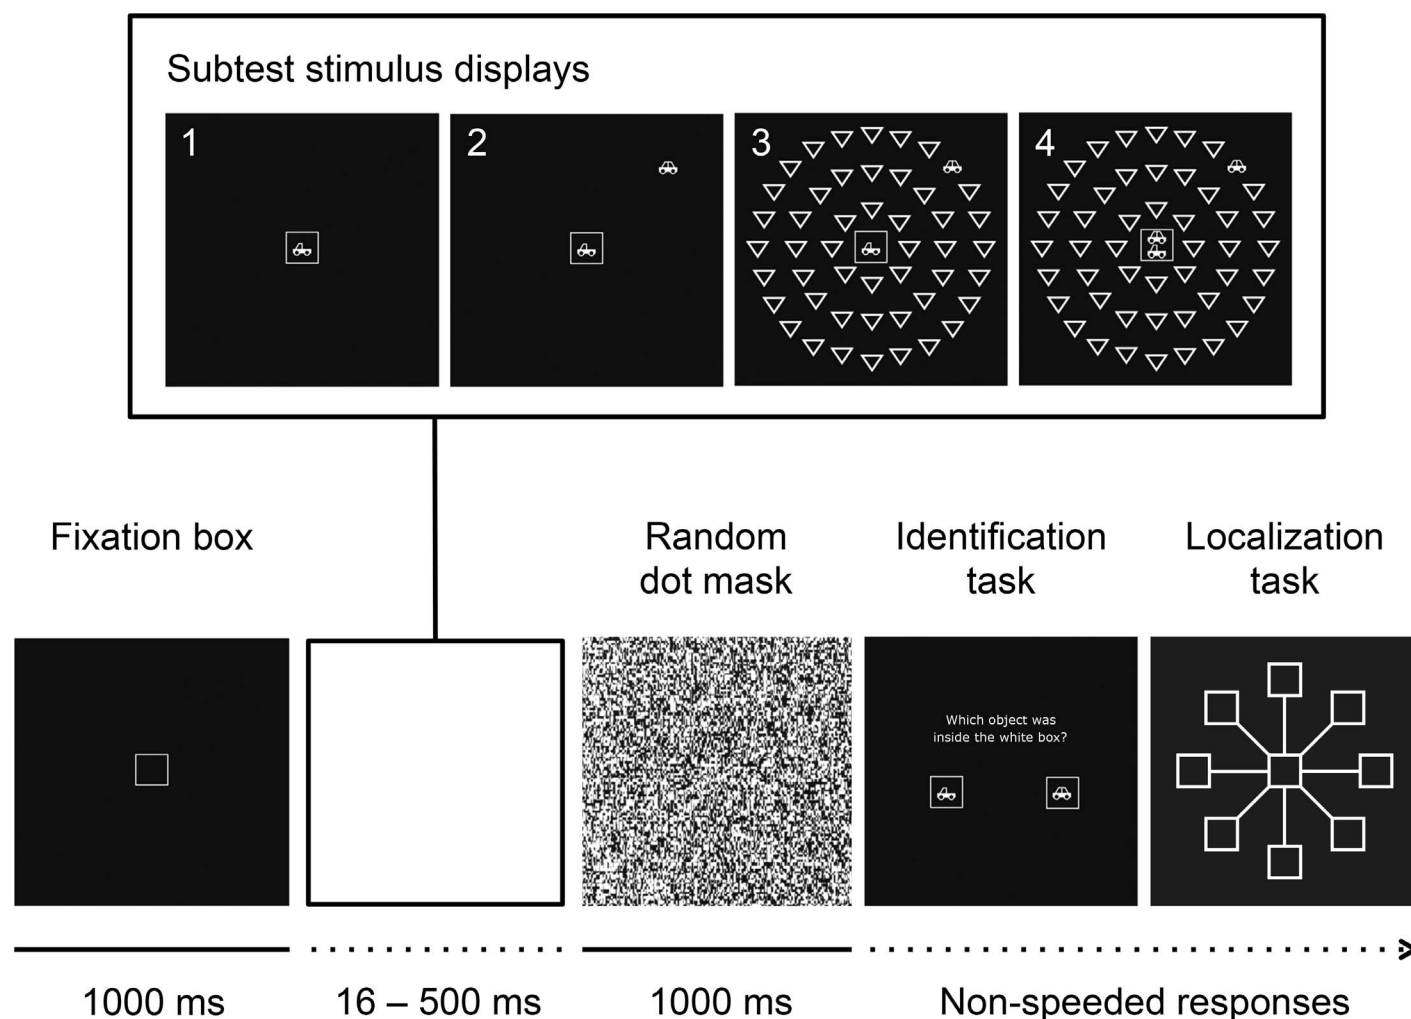 Subtest stimulus displays
1
2
3
4
Fixation box
Random
dot mask
Identification
task
Localization
task
Which object was
inside the white box?
1000 ms
16 – 500 ms
1000 ms
Non-speeded responses